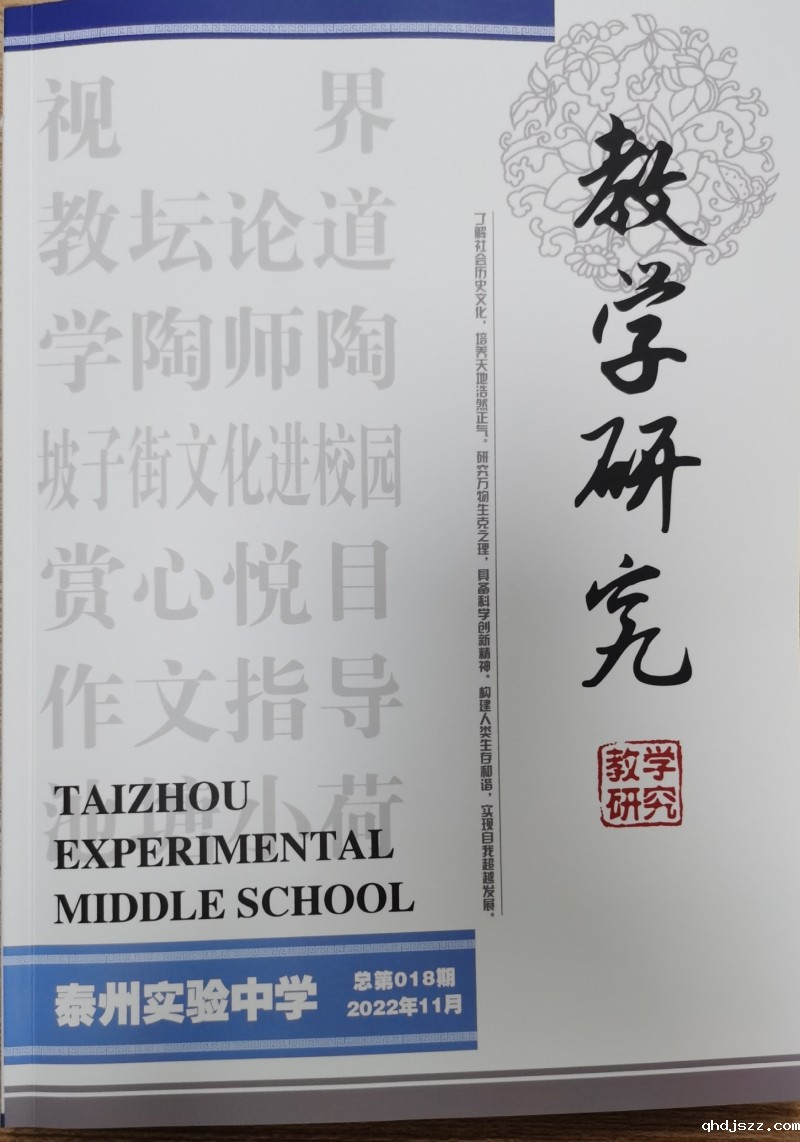 视 界
教坛论道
学陶师陶
坡子街文化进校园
赏心悦目
作文指导
池塘小荷
TAIZHOU
EXPERIMENTAL
MIDDLE SCHOOL
泰州实验中学
总第018期
2022年11月
了解社会历史文化，培养天地浩然正气。研究万物生克之理，具备科学创新精神。构建人类生存和谐，实现自我超越发展。
教学研究
教学
研究
qhdjszz.com